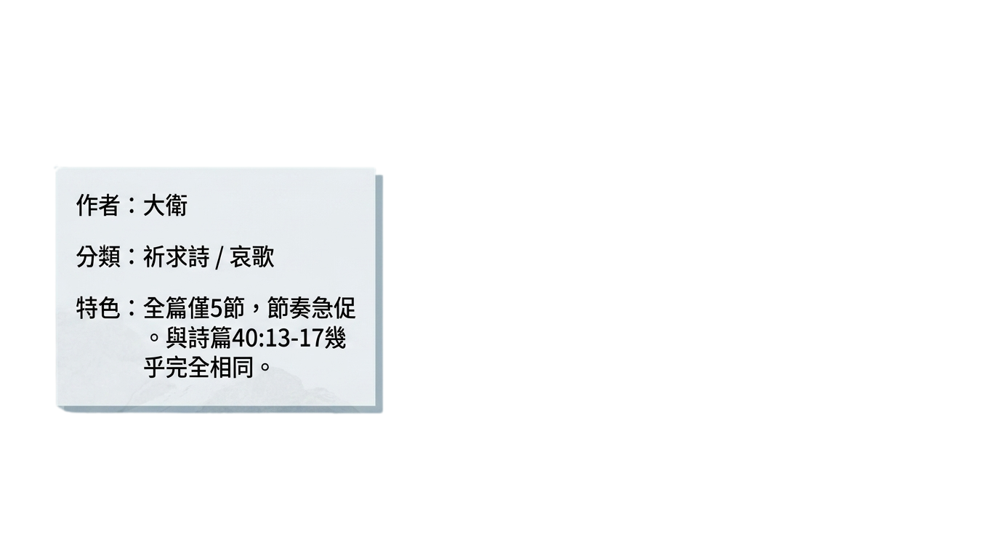 作者：大衛
分類：祈求詩 / 哀歌
特色：全篇僅5節，節奏急促
。與詩篇40:13-17幾
乎完全相同。